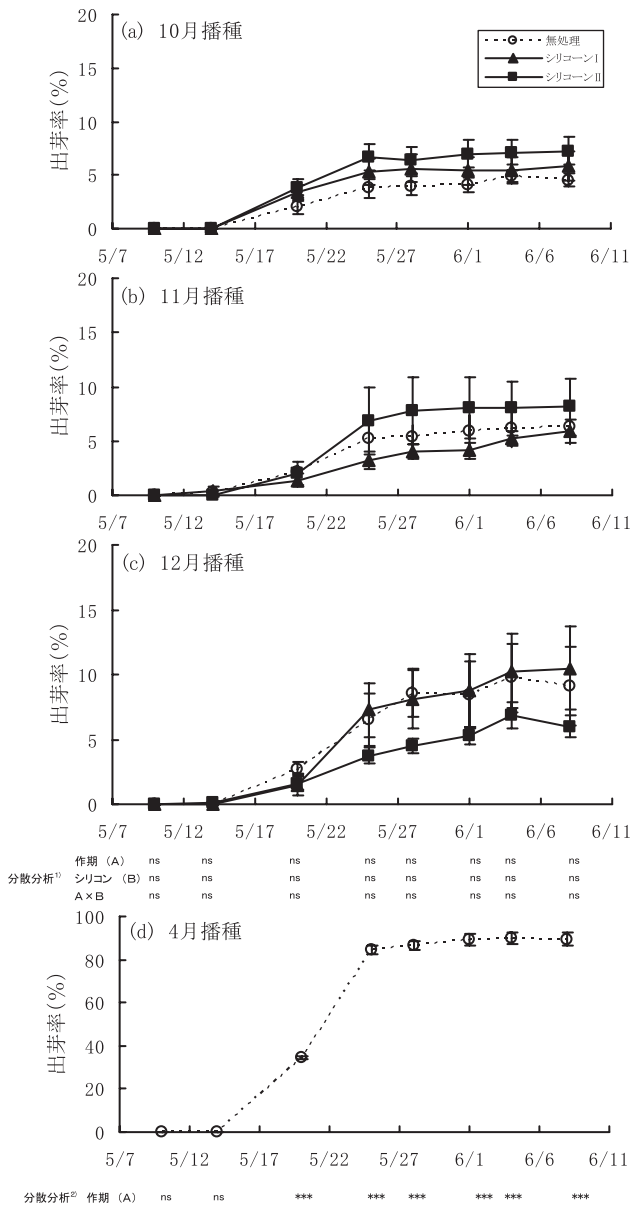 (a) 10月播種
無処理
シリコーンⅠ
シリコーンⅡ
20
15
10
5
0
出芽率(%)
5/7 5/12 5/17 5/22 5/27 6/1 6/6 6/11
(b) 11月播種
20
15
10
5
0
出芽率(%)
5/7 5/12 5/17 5/22 5/27 6/1 6/6 6/11
(c) 12月播種
20
15
10
5
0
出芽率(%)
5/7 5/12 5/17 5/22 5/27 6/1 6/6 6/11
作期 (A) ns ns ns ns ns ns ns ns
分散分析1) シリコン (B) ns ns ns ns ns ns ns ns
A×B ns ns ns ns ns ns ns ns
(d) 4月播種
100
80
60
40
20
0
出芽率(%)
5/7 5/12 5/17 5/22 5/27 6/1 6/6 6/11
分散分析2) 作期 (A) ns ns *** *** *** *** *** ***